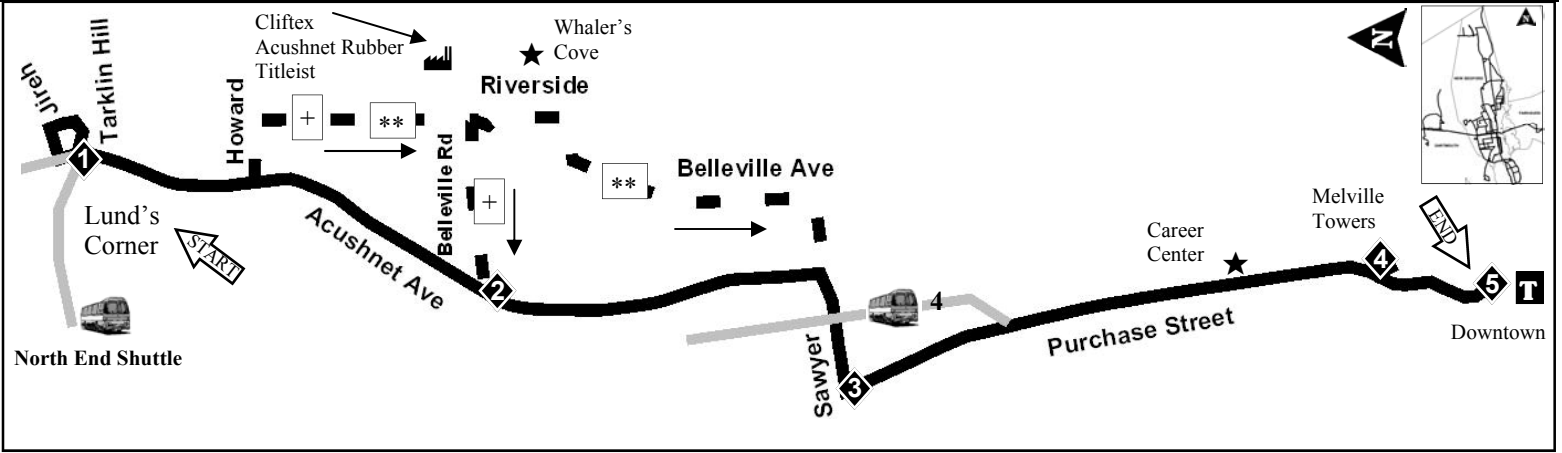 Cliftex
Acushnet Rubber
Titleist
Whaler's
Cove
N
Jireh
Tarklin Hill
Howard
Riverside
+
**
Belleville Rd
1
+
**
Belleville Ave
Lund's
Corner
START
Acushnet Ave
2
North End Shuttle
4
Sawyer
3
Purchase Street
Career
Center
Melville
Towers
END
4
5
T
Downtown